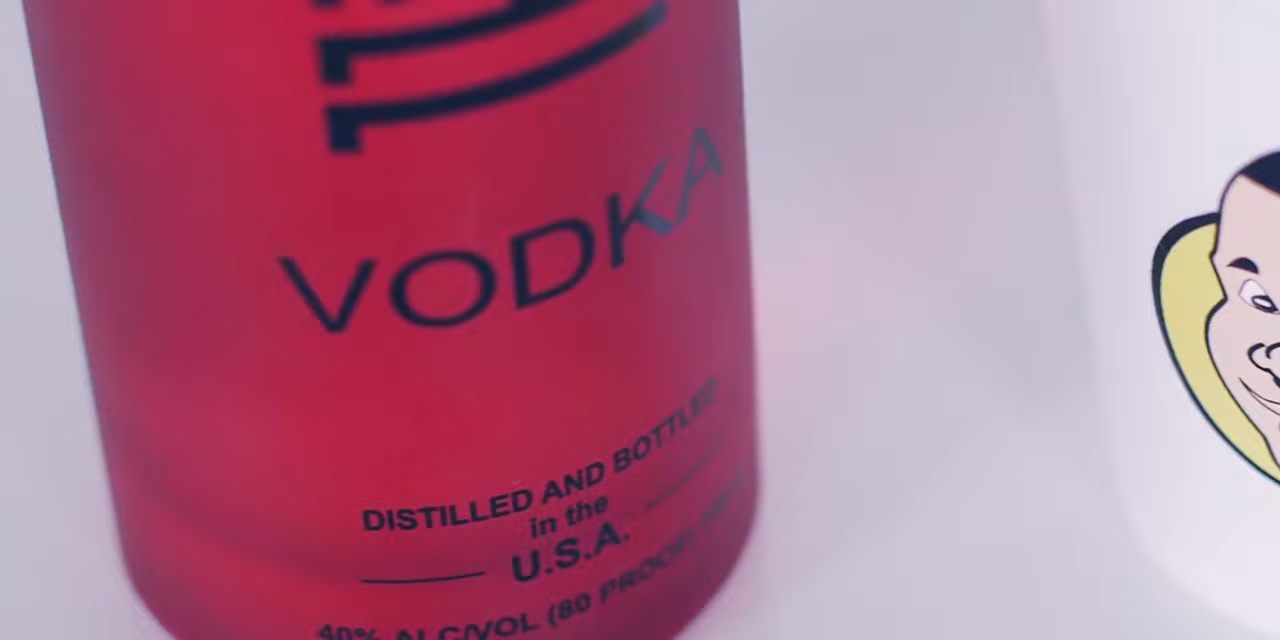 VODKA
DISTILLED AND BOTTLED
in the
U.S.A.
40% ALC/VOL (80 PROOF)